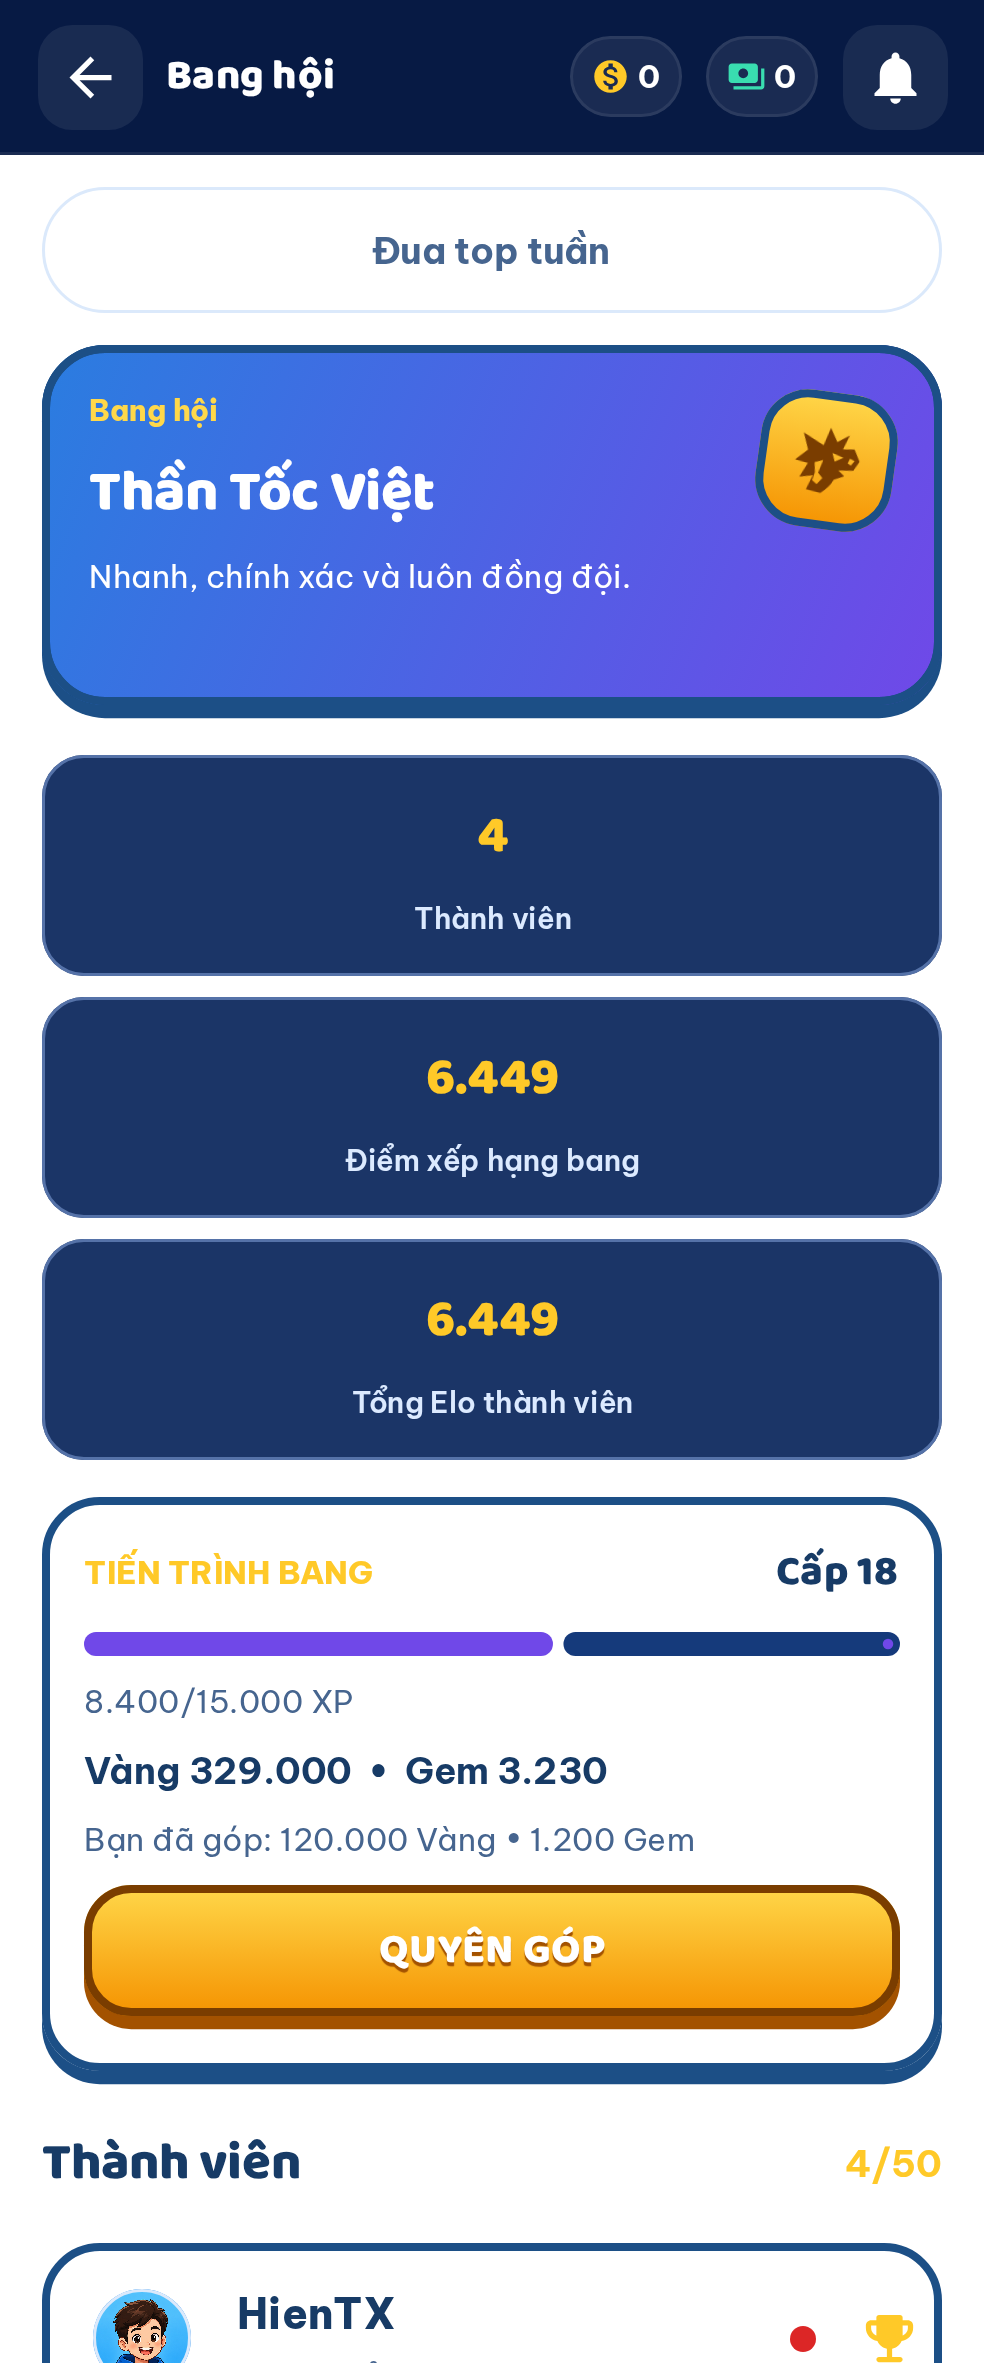 Bang hội
0
0
Đua top tuần
Bang hội
Thần Tốc Việt
Nhanh, chính xác và luôn đồng đội.
4
Thành viên
6.449
Điểm xếp hạng bang
6.449
Tổng Elo thành viên
TIẾN TRÌNH BANG
Cấp 18
8.400/15.000 XP
Vàng 329.000 • Gem 3.230
Bạn đã góp: 120.000 Vàng • 1.200 Gem
QUYÊN GÓP
Thành viên
4/50
HienTX